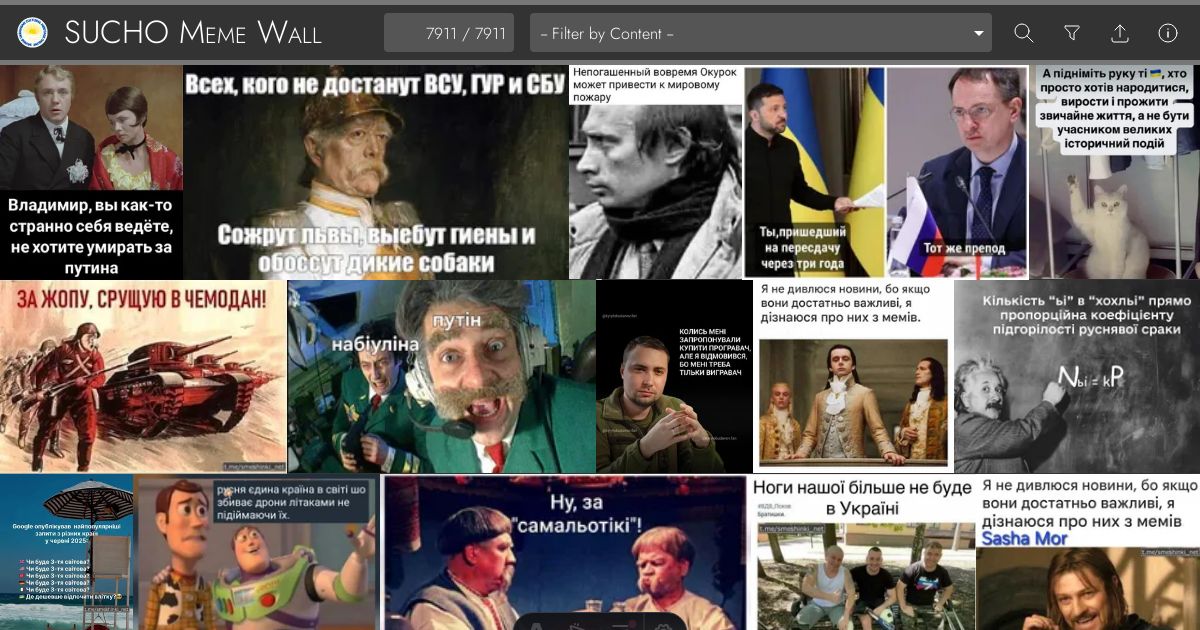 SUCHO Meme Wall
7911 / 7911
– Filter by Content –
Владимир, вы как-то
странно себя ведёте,
не хотите умирать за
путина
Всех, кого не достанут ВСУ, ГУР и СБУ
Сожрут львы, выебут гиены и
обоссут дикие собаки
Непогашенный вовремя Окурок
может привести к мировому
пожару
Ты,пришедший
на пересдачу
через три года
Тот же препод
А підніміть руку ті 🇺🇦, хто
просто хотів народитися,
вирости і прожити
звичайне життя, а не бути
учасником великих
історичний подій
ЗА ЖОПУ, СРУЩУЮ В ЧЕМОДАН!
t.me/smeshinki_net
путін
набіуліна
КОЛИСЬ МЕНІ
ЗАПРОПОНУВАЛИ
КУПИТИ ПРОГРАВАЧ,
АЛЕ Я ВІДМОВИВСЯ,
БО МЕНІ ТРЕБА
ТІЛЬКИ ВИГРАВАЧ
Я не дивлюся новини, бо якщо
вони достатньо важливі, я
дізнаюся про них з мемів.
Кількість “ьі” в “хохльі” прямо
пропорційна коефіцієнту
підгорілості руснявої сраки
Nьі = kP
Google опублікував найпопулярніші
запити з різних країн
у червні 2025:
Чи буде 3-тя світова?
Чи буде 3-тя світова?
Чи буде 3-тя світова?
Чи буде 3-тя світова?
Чи буде 3-тя світова?
Де дешевше відпочити влітку?
t.me/smeshinki_net
русня єдина країна в світі шо
збиває дрони літаками не
підіймаючи їх.
Ну, за
"самальотікі"!
Ноги нашої більше не буде
в Україні
#ВДВ_Псков
Братишки.
t.me/smeshinki_net
Я не дивлюся новини, бо якщо
вони достатньо важливі, я
дізнаюся про них з мемів
Sasha Mor
t.me/smeshinki_net